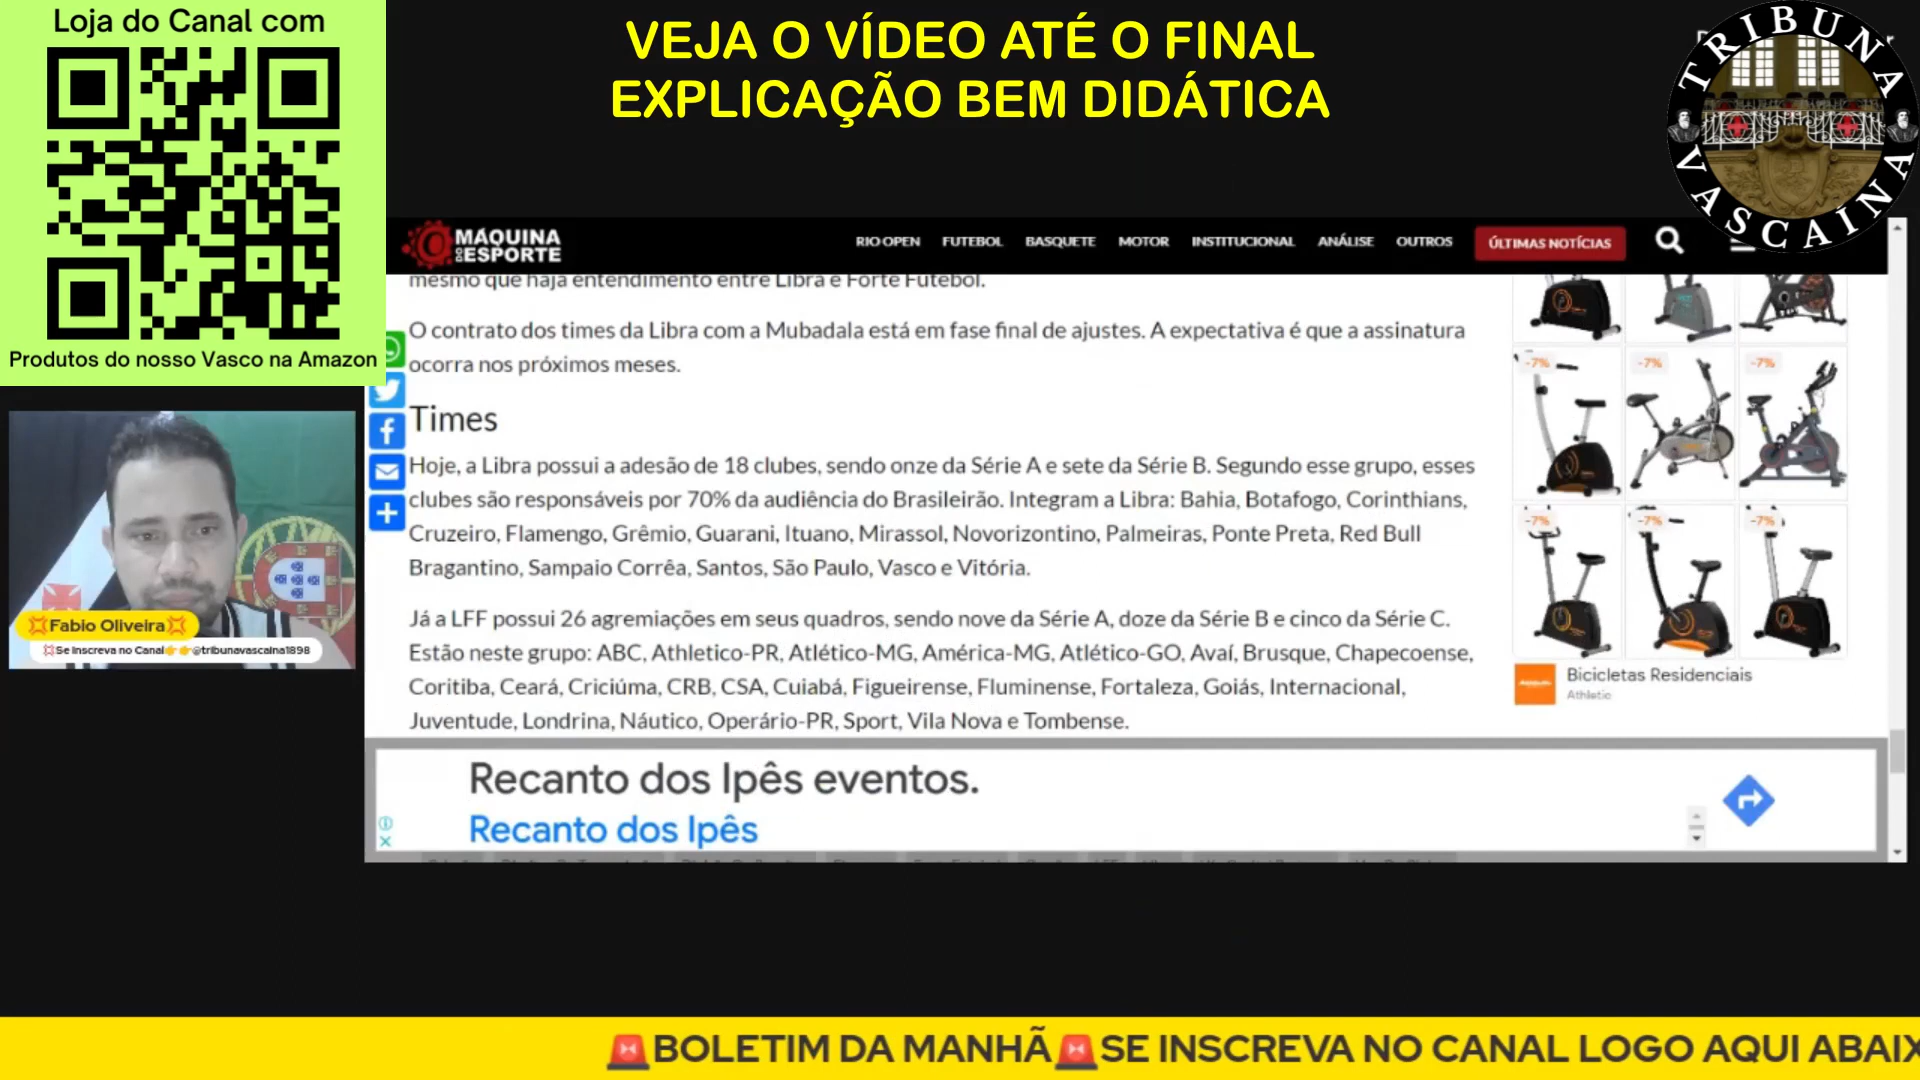 Loja do Canal com
Produtos do nosso Vasco na Amazon
VEJA O VÍDEO ATÉ O FINAL
EXPLICAÇÃO BEM DIDÁTICA
TRIBUNA VASCAÍNA
MÁQUINA DO ESPORTE
RIO OPEN FUTEBOL BASQUETE MOTOR INSTITUCIONAL ANÁLISE OUTROS ÚLTIMAS NOTÍCIAS
mesmo que haja entendimento entre Libra e Forte Futebol.
O contrato dos times da Libra com a Mubadala está em fase final de ajustes. A expectativa é que a assinatura
ocorra nos próximos meses.
Times
Hoje, a Libra possui a adesão de 18 clubes, sendo onze da Série A e sete da Série B. Segundo esse grupo, esses
clubes são responsáveis por 70% da audiência do Brasileirão. Integram a Libra: Bahia, Botafogo, Corinthians,
Cruzeiro, Flamengo, Grêmio, Guarani, Ituano, Mirassol, Novorizontino, Palmeiras, Ponte Preta, Red Bull
Bragantino, Sampaio Corrêa, Santos, São Paulo, Vasco e Vitória.
Já a LFF possui 26 agremiações em seus quadros, sendo nove da Série A, doze da Série B e cinco da Série C.
Estão neste grupo: ABC, Athletico-PR, Atlético-MG, América-MG, Atlético-GO, Avaí, Brusque, Chapecoense,
Coritiba, Ceará, Criciúma, CRB, CSA, Cuiabá, Figueirense, Fluminense, Fortaleza, Goiás, Internacional,
Juventude, Londrina, Náutico, Operário-PR, Sport, Vila Nova e Tombense.
-7% -7% -7%
-7% -7% -7%
Bicicletas Residenciais
Athletic
Fabio Oliveira
Se Inscreva no Canal @tribunavascaina1898
Recanto dos Ipês eventos.
Recanto dos Ipês
BOLETIM DA MANHÃ SE INSCREVA NO CANAL LOGO AQUI ABAIX